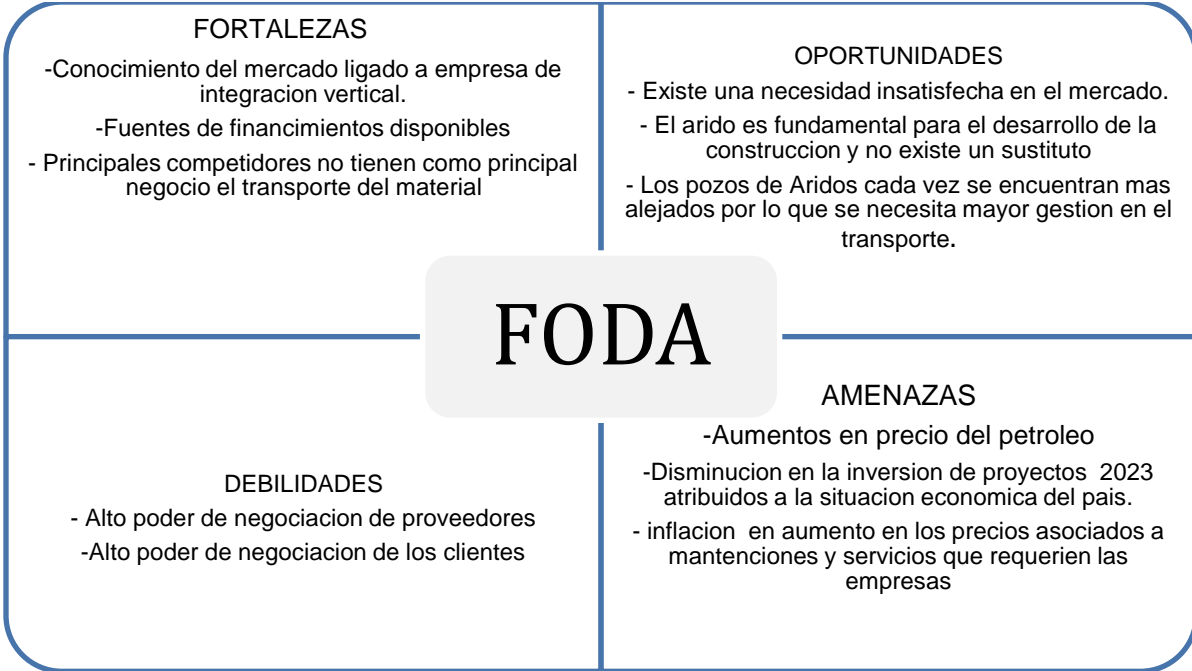 FORTALEZAS
-Conocimiento del mercado ligado a empresa de
integracion vertical.
-Fuentes de financimientos disponibles
- Principales competidores no tienen como principal
negocio el transporte del material
OPORTUNIDADES
- Existe una necesidad insatisfecha en el mercado.
- El arido es fundamental para el desarrollo de la
construccion y no existe un sustituto
- Los pozos de Aridos cada vez se encuentran mas
alejados por lo que se necesita mayor gestion en el
transporte.
FODA
DEBILIDADES
- Alto poder de negociacion de proveedores
-Alto poder de negociacion de los clientes
AMENAZAS
-Aumentos en precio del petroleo
-Disminucion en la inversion de proyectos  2023
atribuidos a la situacion economica del pais.
- inflacion  en aumento en los precios asociados a
mantenciones y servicios que requerien las
empresas